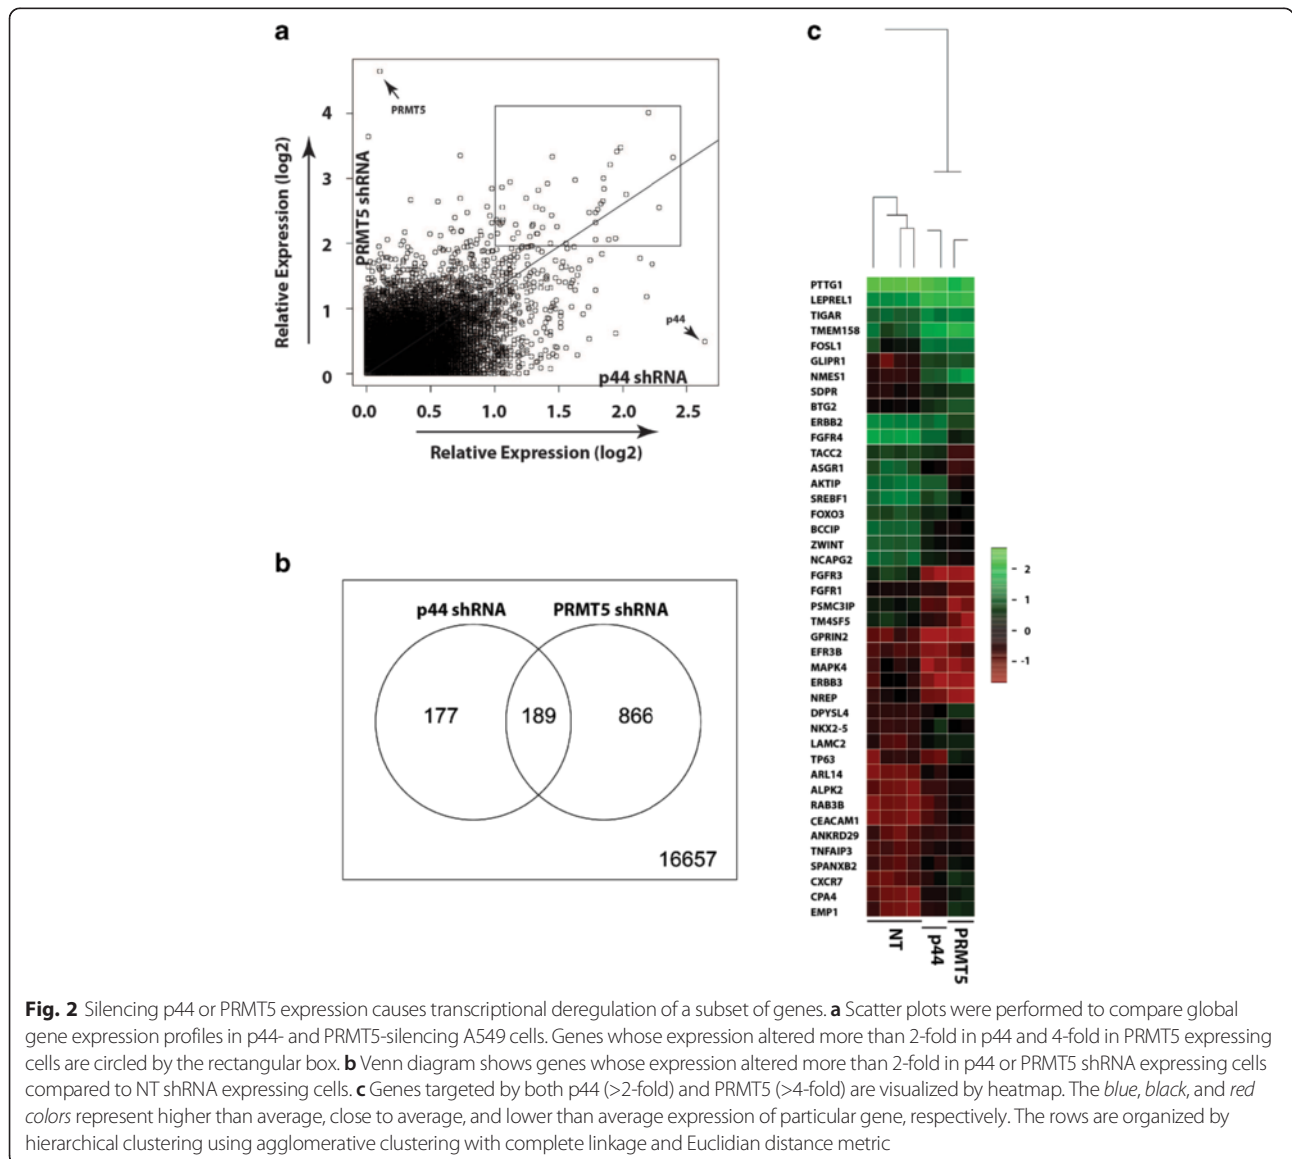 a
PRMT5
4
3
2
1
0
Relative Expression (log2)
PRMT5 shRNA
p44
p44 shRNA
0.0 0.5 1.0 1.5 2.0 2.5
Relative Expression (log2)
b
p44 shRNA PRMT5 shRNA
177 189 866
16657
c
PTTG1
LEPREL1
TIGAR
TMEM158
FOSL1
GLIPR1
NMES1
SDPR
BTG2
ERBB2
FGFR4
TACC2
ASGR1
AKTIP
SREBF1
FOXO3
BCCIP
ZWINT
NCAPG2
FGFR3
FGFR1
PSMC3IP
TM4SF5
GPRIN2
EFR3B
MAPK4
ERBB3
NREP
DPYSL4
NKX2-5
LAMC2
TP63
ARL14
ALPK2
RAB3B
CEACAM1
ANKRD29
TNFAIP3
SPANXB2
CXCR7
CPA4
EMP1
2
1
0
-1
NT p44 PRMT5
Fig. 2 Silencing p44 or PRMT5 expression causes transcriptional deregulation of a subset of genes. a Scatter plots were performed to compare global
gene expression profiles in p44- and PRMT5-silencing A549 cells. Genes whose expression altered more than 2-fold in p44 and 4-fold in PRMT5 expressing
cells are circled by the rectangular box. b Venn diagram shows genes whose expression altered more than 2-fold in p44 or PRMT5 shRNA expressing cells
compared to NT shRNA expressing cells. c Genes targeted by both p44 (>2-fold) and PRMT5 (>4-fold) are visualized by heatmap. The blue, black, and red
colors represent higher than average, close to average, and lower than average expression of particular gene, respectively. The rows are organized by
hierarchical clustering using agglomerative clustering with complete linkage and Euclidian distance metric